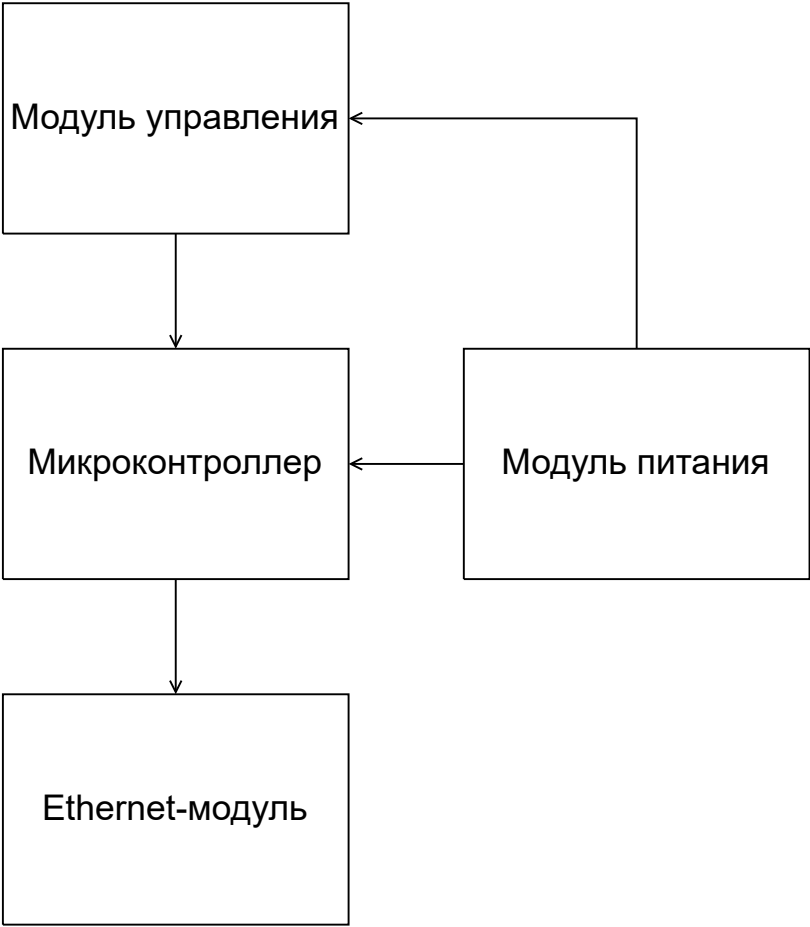 Модуль управления
Микроконтроллер
Модуль питания
Ethernet-модуль